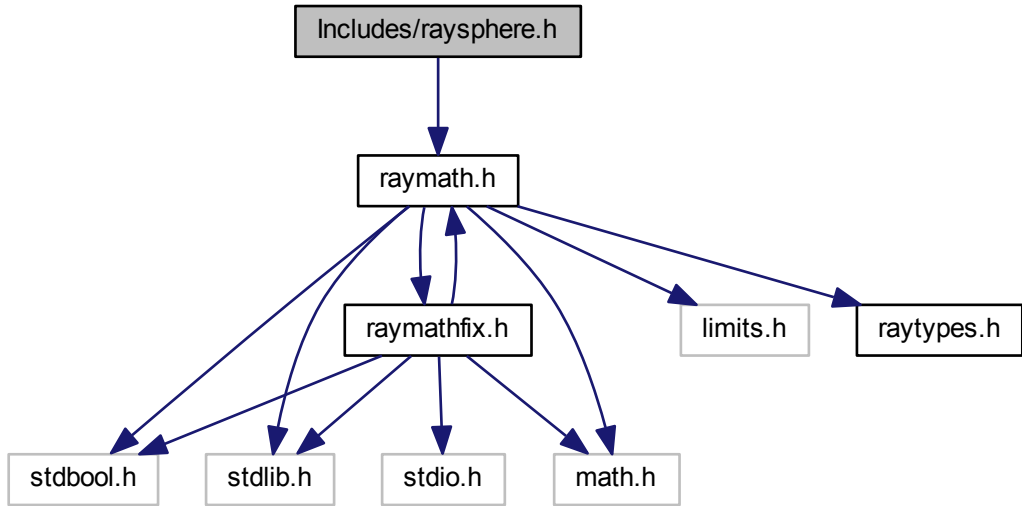 Includes/raysphere.h
raymath.h
raymathfix.h
limits.h
raytypes.h
stdbool.h
stdlib.h
stdio.h
math.h